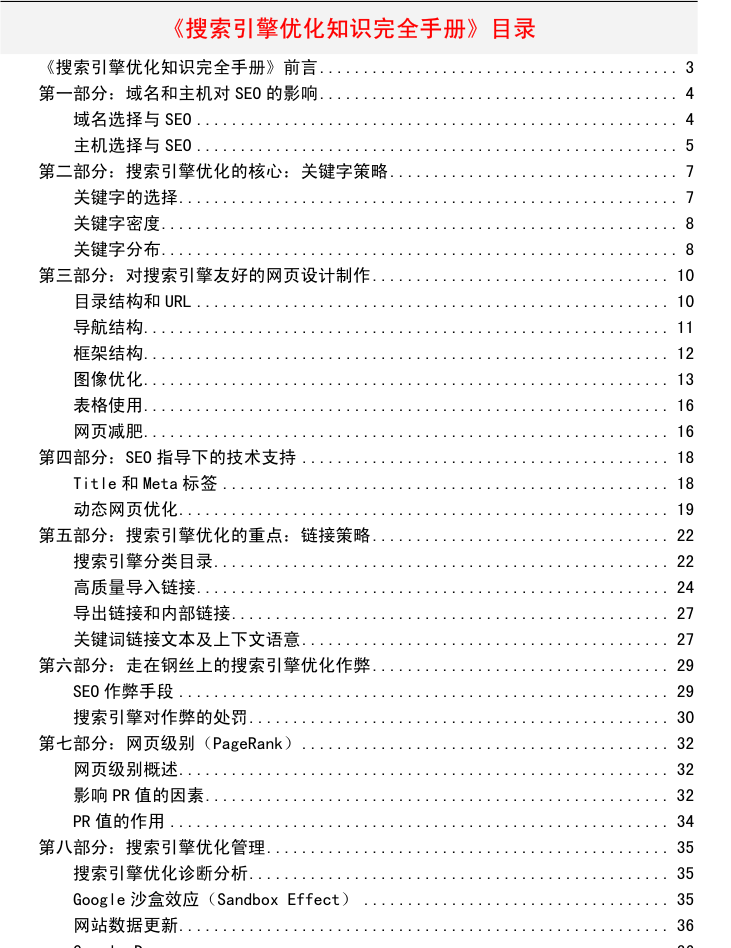 《搜索引擎优化知识完全手册》目录
《搜索引擎优化知识完全手册》前言........................................ 3
第一部分：域名和主机对 SEO 的影响........................................ 4
域名选择与 SEO ...................................................... 4
主机选择与 SEO ...................................................... 5
第二部分：搜索引擎优化的核心：关键字策略................................ 7
关键字的选择........................................................ 7
关键字密度.......................................................... 8
关键字分布.......................................................... 8
第三部分：对搜索引擎友好的网页设计制作................................. 10
目录结构和 URL ..................................................... 10
导航结构........................................................... 11
框架结构........................................................... 12
图像优化........................................................... 13
表格使用........................................................... 16
网页减肥........................................................... 16
第四部分：SEO 指导下的技术支持 ......................................... 18
Title 和 Meta 标签 ................................................. 18
动态网页优化....................................................... 19
第五部分：搜索引擎优化的重点：链接策略................................. 22
搜索引擎分类目录................................................... 22
高质量导入链接..................................................... 24
导出链接和内部链接................................................. 27
关键词链接文本及上下文语意......................................... 27
第六部分：走在钢丝上的搜索引擎优化作弊................................. 29
SEO 作弊手段 ....................................................... 29
搜索引擎对作弊的处罚............................................... 30
第七部分：网页级别（PageRank）......................................... 32
网页级别概述....................................................... 32
影响 PR 值的因素.................................................... 32
PR 值的作用 ........................................................ 34
第八部分：搜索引擎优化管理............................................. 35
搜索引擎优化诊断分析............................................... 35
Google 沙盒效应（Sandbox Effect） .................................. 35
网站数据更新....................................................... 36